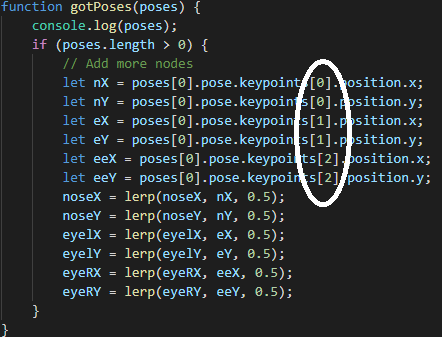 function gotPoses(poses) {
console.log(poses);
if (poses.length > 0) {
// Add more nodes
let nX = poses[0].pose.keypoints[0].position.x;
let nY = poses[0].pose.keypoints[0].position.y;
let eX = poses[0].pose.keypoints[1].position.x;
let eY = poses[0].pose.keypoints[1].position.y;
let eeX = poses[0].pose.keypoints[2].position.x;
let eeY = poses[0].pose.keypoints[2].position.y;
noseX = lerp(noseX, nX, 0.5);
noseY = lerp(noseY, nY, 0.5);
eyelX = lerp(eyelX, eX, 0.5);
eyelY = lerp(eyelY, eY, 0.5);
eyeRX = lerp(eyeRX, eeX, 0.5);
eyeRY = lerp(eyeRY, eeY, 0.5);
}
}